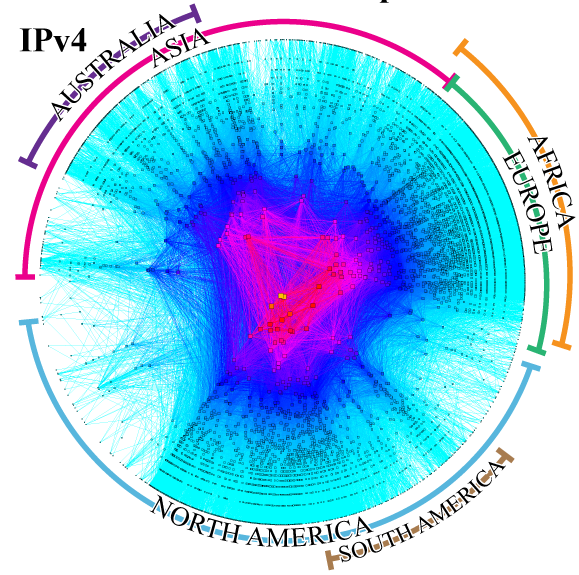 IPv4
AUSTRALIA
ASIA
AFRICA
EUROPE
NORTH AMERICA
SOUTH AMERICA